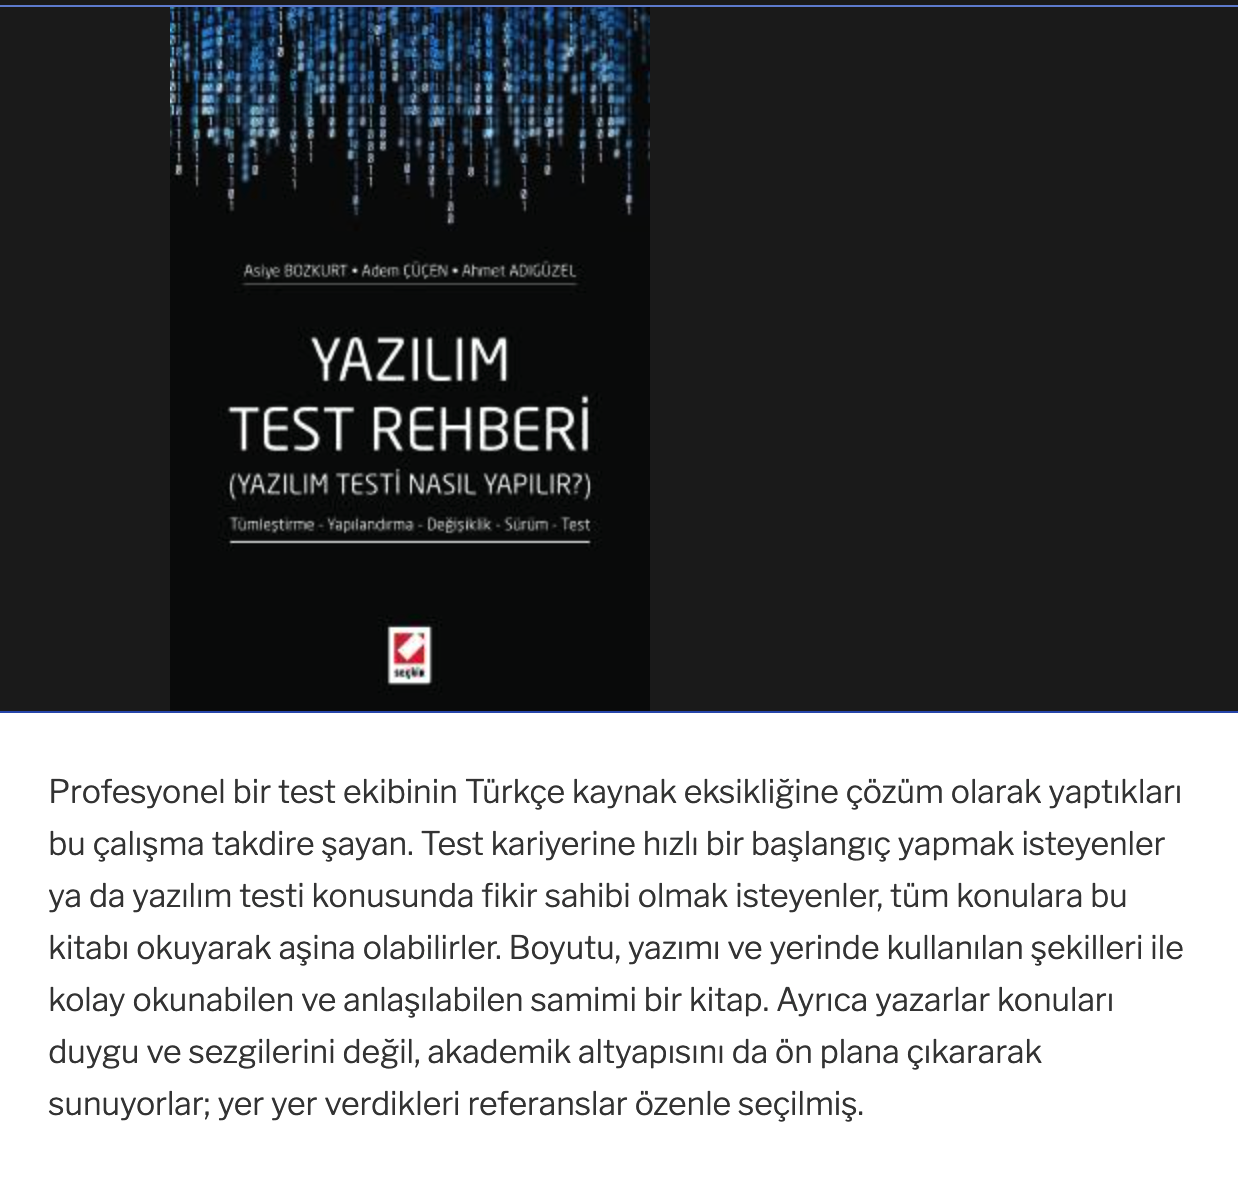 Asiye BOZKURT • Adem ÇÜÇEN • Ahmet ADIGÜZEL
YAZILIM
TEST REHBERİ
(YAZILIM TESTİ NASIL YAPILIR?)
Tümleştirme - Yapılandırma - Değişiklik - Sürüm - Test
seçkin
Profesyonel bir test ekibinin Türkçe kaynak eksikliğine çözüm olarak yaptıkları
bu çalışma takdire şayan. Test kariyerine hızlı bir başlangıç yapmak isteyenler
ya da yazılım testi konusunda fikir sahibi olmak isteyenler, tüm konulara bu
kitabı okuyarak aşina olabilirler. Boyutu, yazımı ve yerinde kullanılan şekilleri ile
kolay okunabilen ve anlaşılabilen samimi bir kitap. Ayrıca yazarlar konuları
duygu ve sezgilerini değil, akademik altyapısını da ön plana çıkararak
sunuyorlar; yer yer verdikleri referanslar özenle seçilmiş.